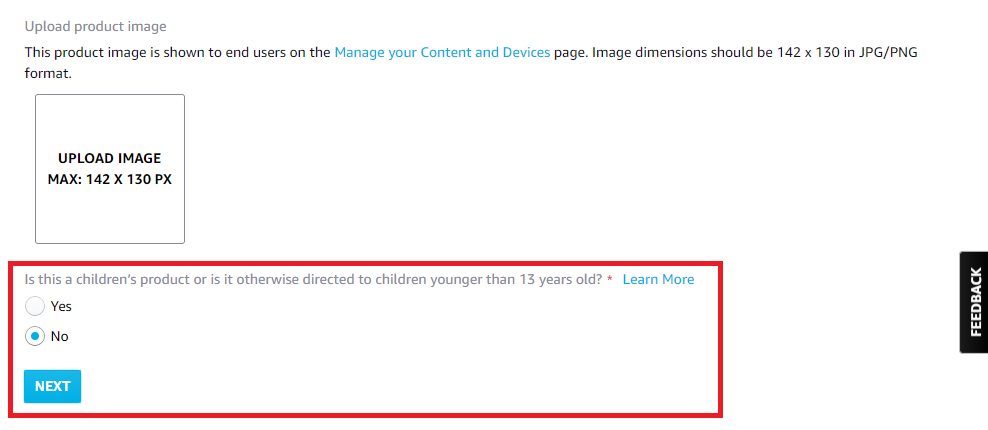 Upload product image
This product image is shown to end users on the Manage your Content and Devices page. Image dimensions should be 142 x 130 in JPG/PNG
format.
UPLOAD IMAGE
MAX: 142 X 130 PX
Is this a children's product or is it otherwise directed to children younger than 13 years old? * Learn More
Yes
No
NEXT
FEEDBACK